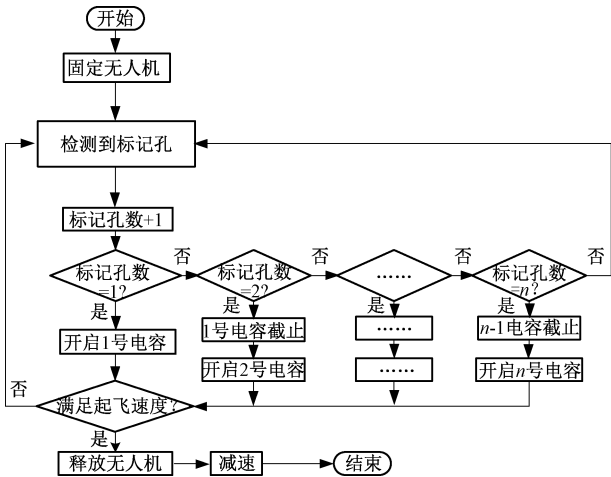 开始
固定无人机
检测到标记孔
标记孔数+1
标记孔数
=1?
否
标记孔数
=2?
否
……
否
标记孔数
=n?
否
是
是
是
是
开启1号电容
1号电容截止
……
n-1电容截止
开启2号电容
……
开启n号电容
否
满足起飞速度?
是
释放无人机
减速
结束